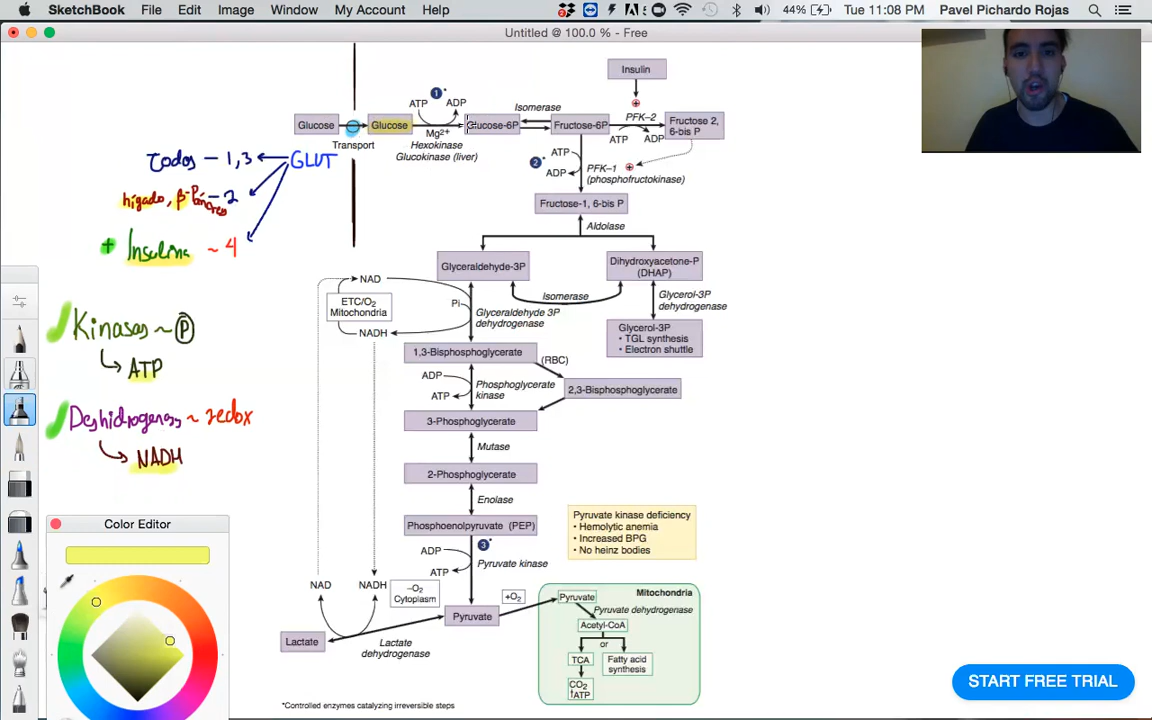 SketchBook File Edit Image Window My Account Help
44% Tue 11:08 PM Pavel Pichardo Rojas
Untitled @ 100.0 % - Free
Insulin
ATP ADP
1*
Isomerase
PFK-2
Glucose
Glucose
Glucose-6P
Fructose-6P
Fructose 2,
6-bis P
Transport
Mg2+
Hexokinase
Glucokinase (liver)
ATP ADP
ATP
2*
ADP
PFK-1
(phosphofructokinase)
Todos - 1,3
GLUT
hígado, β-Páncreas - 2
+ Insulina ~ 4
Fructose-1, 6-bis P
Aldolase
Glyceraldehyde-3P
Dihydroxyacetone-P
(DHAP)
Isomerase
NAD
Pi
ETC/O2
Mitochondria
NADH
Glyceraldehyde 3P
dehydrogenase
Glycerol-3P
dehydrogenase
Glycerol-3P
• TGL synthesis
• Electron shuttle
Kinasas ~ P
ATP
1,3-Bisphosphoglycerate
(RBC)
ADP
ATP
Phosphoglycerate
kinase
2,3-Bisphosphoglycerate
Deshidrogenasas ~ redox
NADH
3-Phosphoglycerate
Mutase
2-Phosphoglycerate
Enolase
Phosphoenolpyruvate (PEP)
ADP
3*
ATP
Pyruvate kinase
Pyruvate kinase deficiency
• Hemolytic anemia
• Increased BPG
• No heinz bodies
Color Editor
NAD
NADH
–O2
Cytoplasm
+O2
Pyruvate
Lactate
Lactate
dehydrogenase
Mitochondria
Pyruvate
Pyruvate dehydrogenase
Acetyl-CoA
or
TCA
Fatty acid
synthesis
CO2
↑ATP
*Controlled enzymes catalyzing irreversible steps
START FREE TRIAL